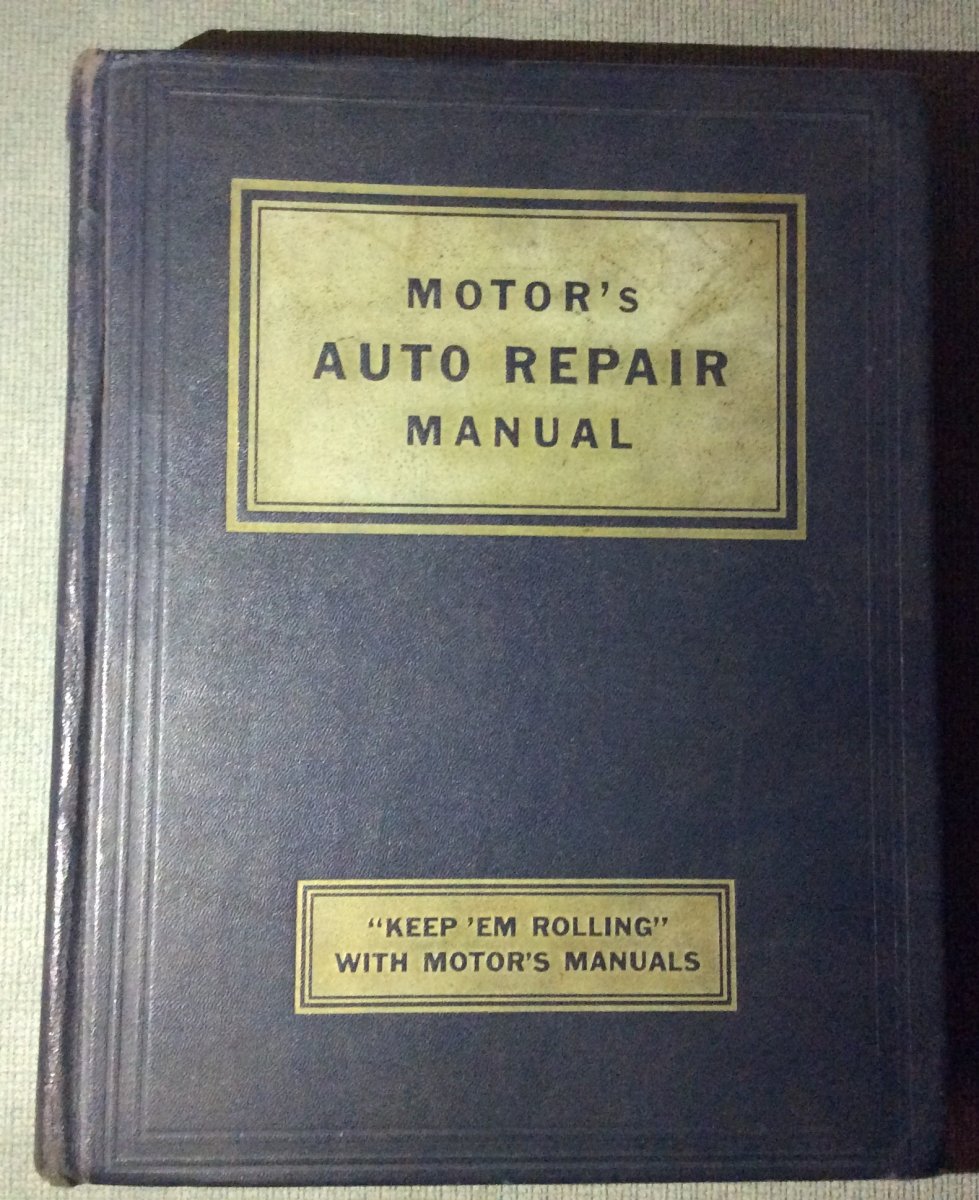 MOTOR's
AUTO REPAIR
MANUAL
“KEEP ’EM ROLLING”
WITH MOTOR'S MANUALS